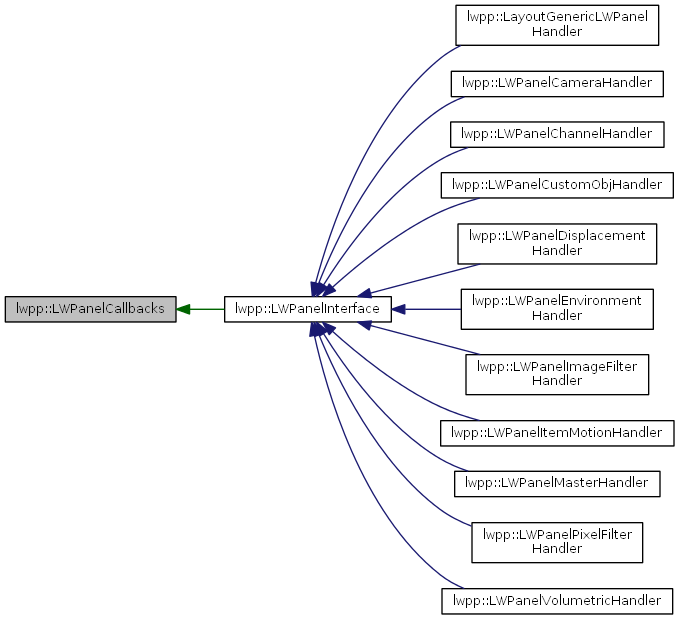 lwpp::LayoutGenericLWPanel
Handler
lwpp::LWPanelCameraHandler
lwpp::LWPanelChannelHandler
lwpp::LWPanelCustomObjHandler
lwpp::LWPanelDisplacement
Handler
lwpp::LWPanelCallbacks
lwpp::LWPanelInterface
lwpp::LWPanelEnvironment
Handler
lwpp::LWPanelImageFilter
Handler
lwpp::LWPanelItemMotionHandler
lwpp::LWPanelMasterHandler
lwpp::LWPanelPixelFilter
Handler
lwpp::LWPanelVolumetricHandler